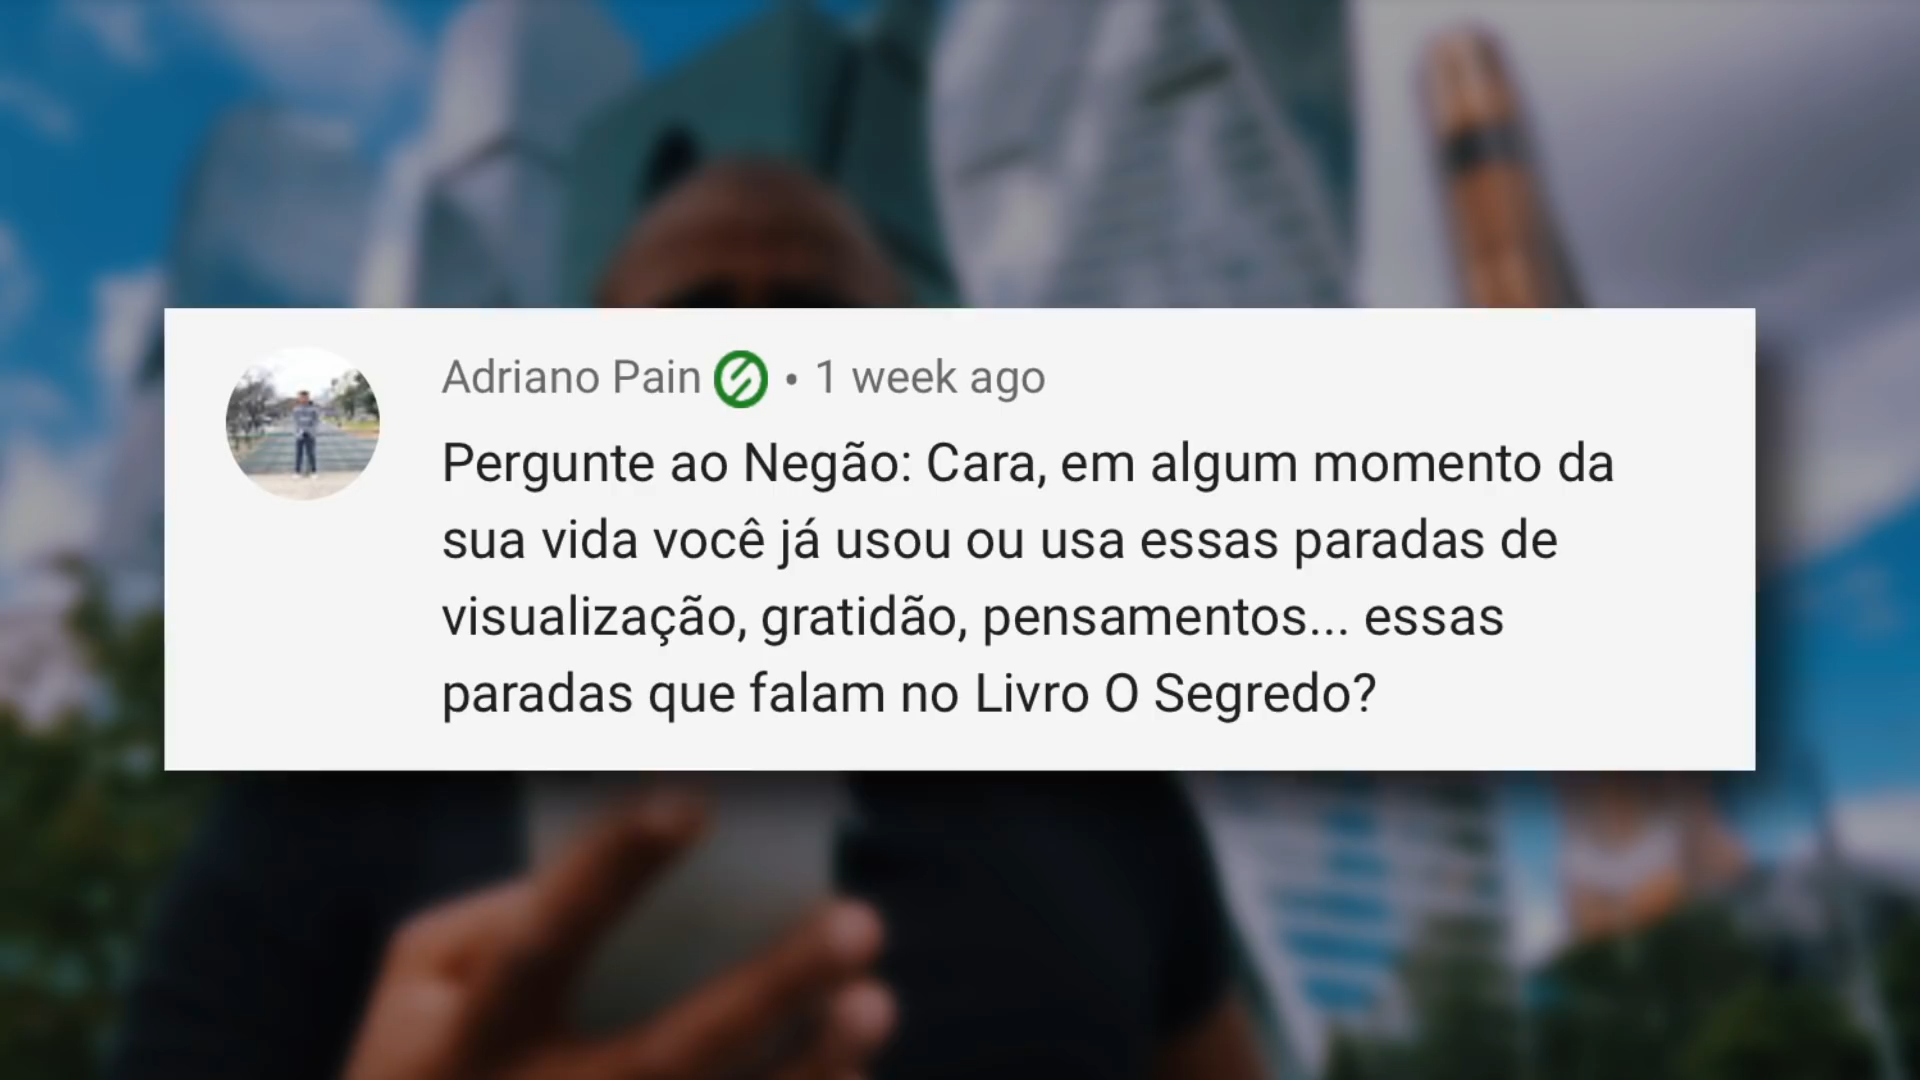 Adriano Pain • 1 week ago
Pergunte ao Negão: Cara, em algum momento da
sua vida você já usou ou usa essas paradas de
visualização, gratidão, pensamentos... essas
paradas que falam no Livro O Segredo?